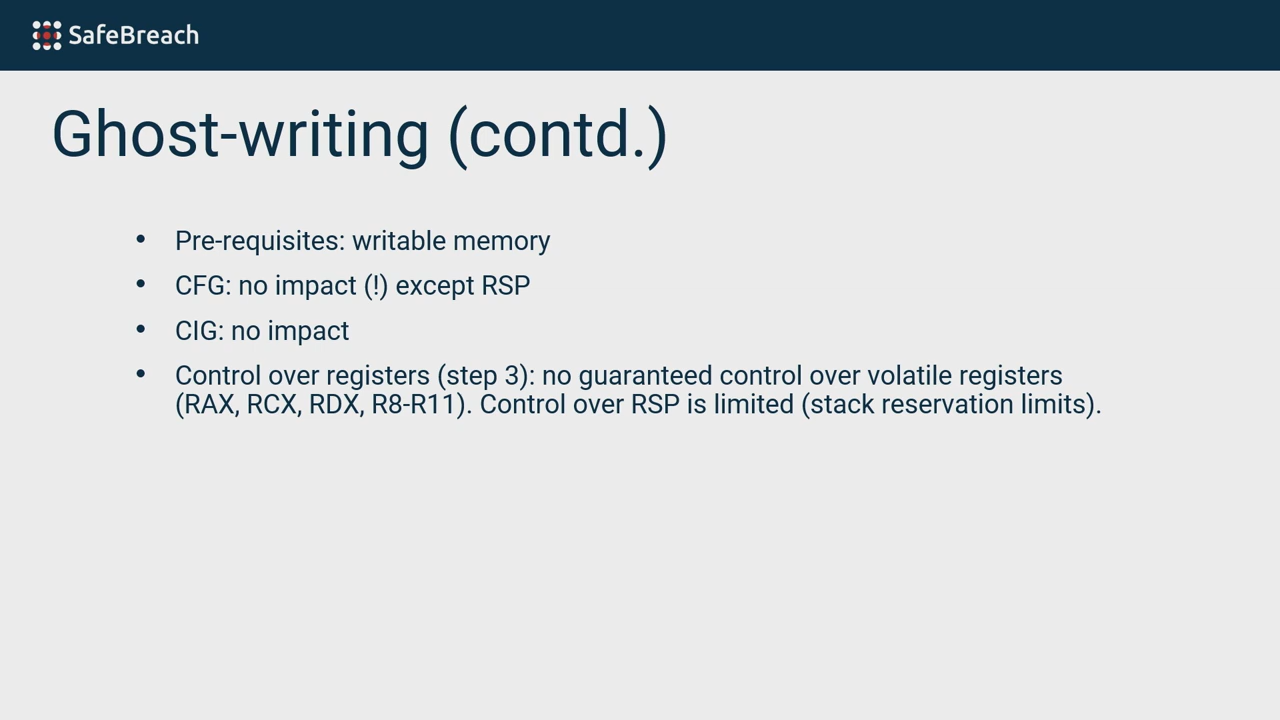 SafeBreach
Ghost-writing (contd.)
• Pre-requisites: writable memory
• CFG: no impact (!) except RSP
• CIG: no impact
• Control over registers (step 3): no guaranteed control over volatile registers
(RAX, RCX, RDX, R8-R11). Control over RSP is limited (stack reservation limits).